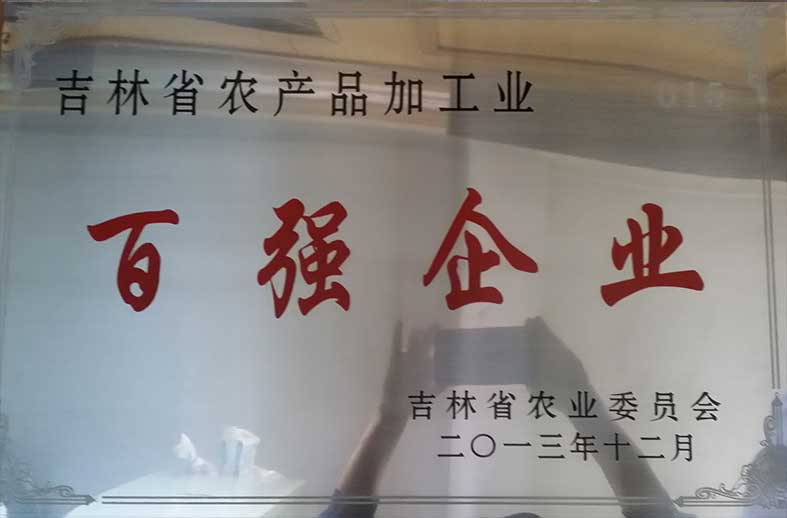 吉林省农产品加工业
015
百强企业
吉林省农业委员会
二〇一三年十二月